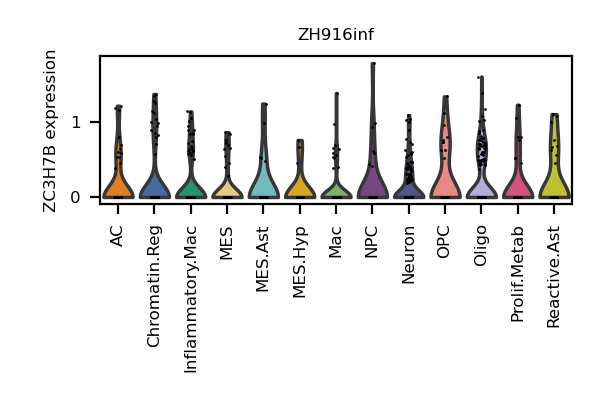 ZH916inf
ZC3H7B expression
1
0
AC
Chromatin.Reg
Inflammatory.Mac
MES
MES.Ast
MES.Hyp
Mac
NPC
Neuron
OPC
Oligo
Prolif.Metab
Reactive.Ast